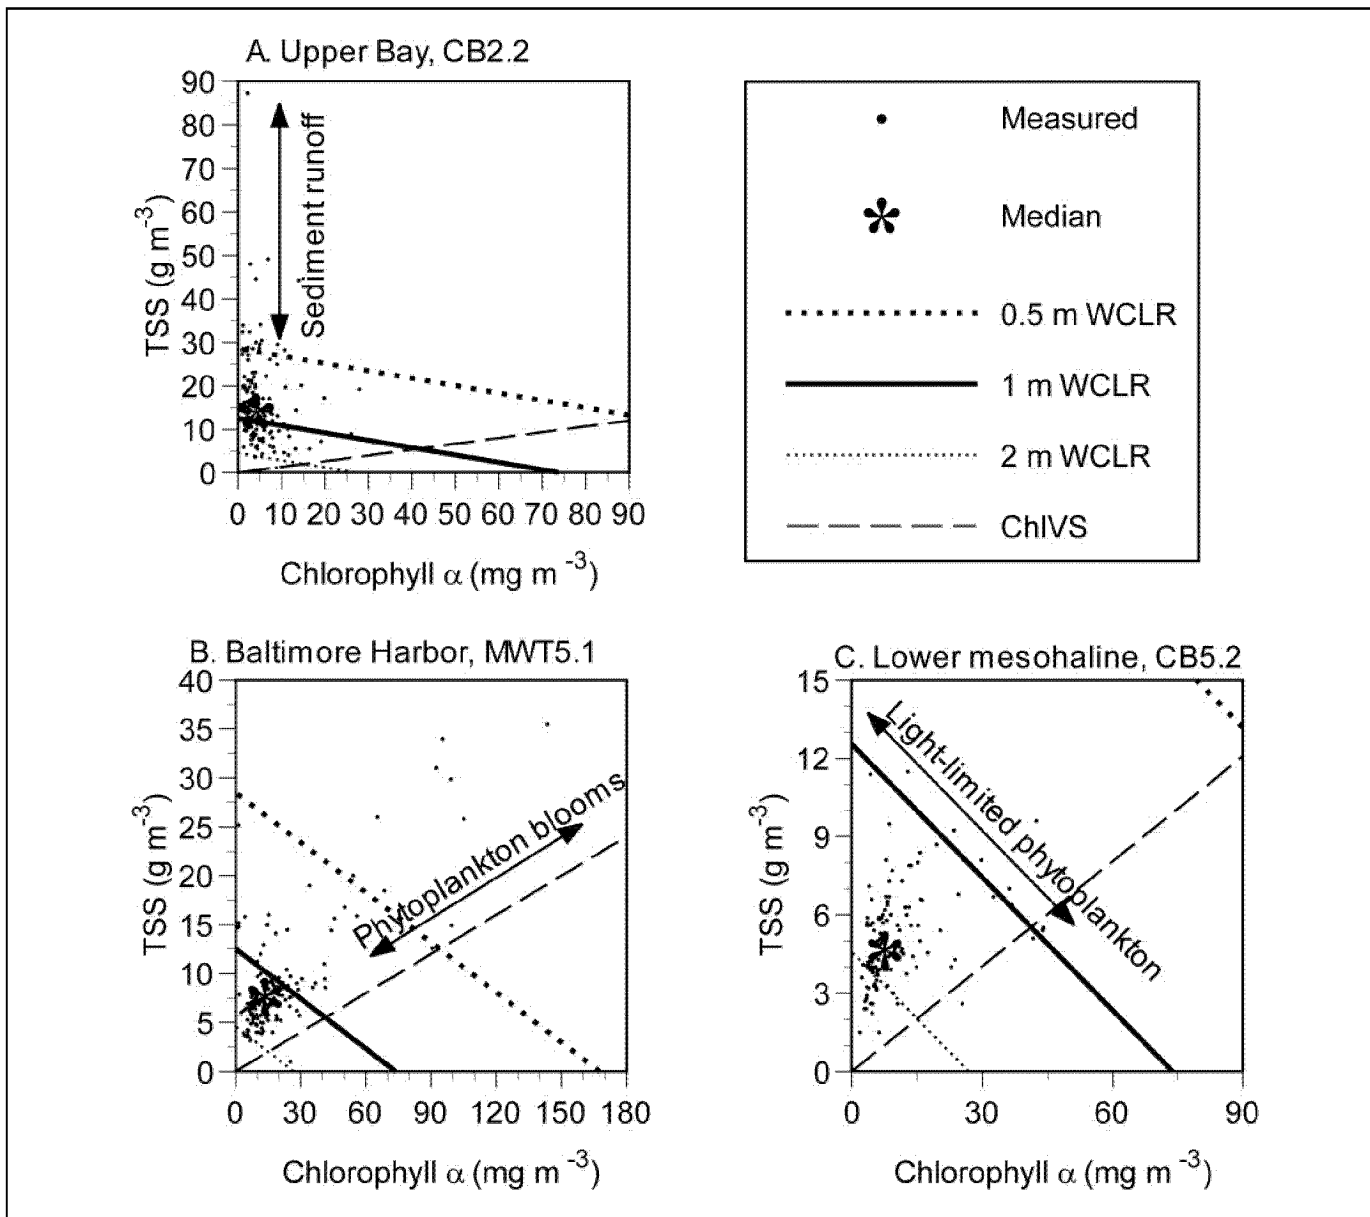 A. Upper Bay, CB2.2
90
80
70
60
50
40
30
20
10
0
TSS (g m-3)
Sediment runoff
0 10 20 30 40 50 60 70 80 90
Chlorophyll α (mg m -3)
Measured
Median
0.5 m WCLR
1 m WCLR
2 m WCLR
ChlVS
B. Baltimore Harbor, MWT5.1
40
35
30
25
20
15
10
5
0
TSS (g m-3)
Phytoplankton blooms
0 30 60 90 120 150 180
Chlorophyll α (mg m -3)
C. Lower mesohaline, CB5.2
15
12
9
6
3
0
TSS (g m-3)
Light-limited phytoplankton
0 30 60 90
Chlorophyll α (mg m -3)